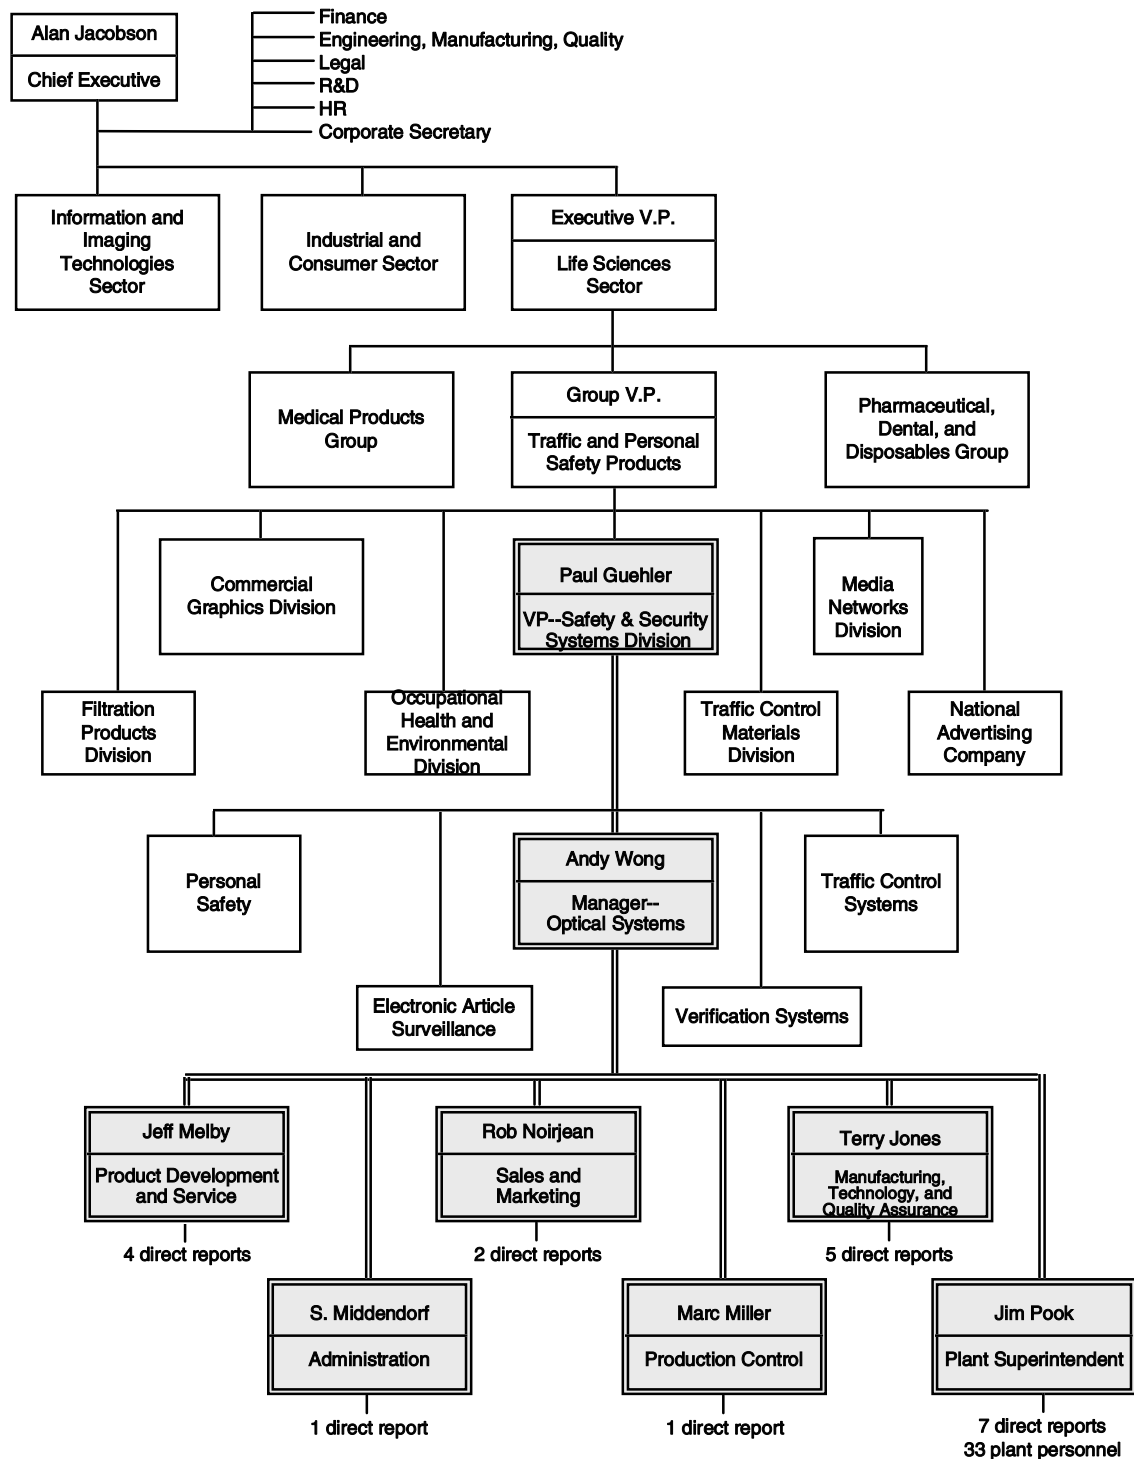 Alan Jacobson
Chief Executive
Finance
Engineering, Manufacturing, Quality
Legal
R&D
HR
Corporate Secretary
Information and
Imaging
Technologies
Sector
Industrial and
Consumer Sector
Executive V.P.
Life Sciences
Sector
Medical Products
Group
Group V.P.
Traffic and Personal
Safety Products
Pharmaceutical,
Dental, and
Disposables Group
Commercial
Graphics Division
Paul Guehler
VP--Safety & Security
Systems Division
Media
Networks
Division
Filtration
Products
Division
Occupational
Health and
Environmental
Division
Traffic Control
Materials
Division
National
Advertising
Company
Personal
Safety
Andy Wong
Manager--
Optical Systems
Traffic Control
Systems
Electronic Article
Surveillance
Verification Systems
Jeff Melby
Product Development
and Service
4 direct reports
Rob Noirjean
Sales and
Marketing
2 direct reports
Terry Jones
Manufacturing,
Technology, and
Quality Assurance
5 direct reports
S. Middendorf
Administration
1 direct report
Marc Miller
Production Control
1 direct report
Jim Pook
Plant Superintendent
7 direct reports
33 plant personnel